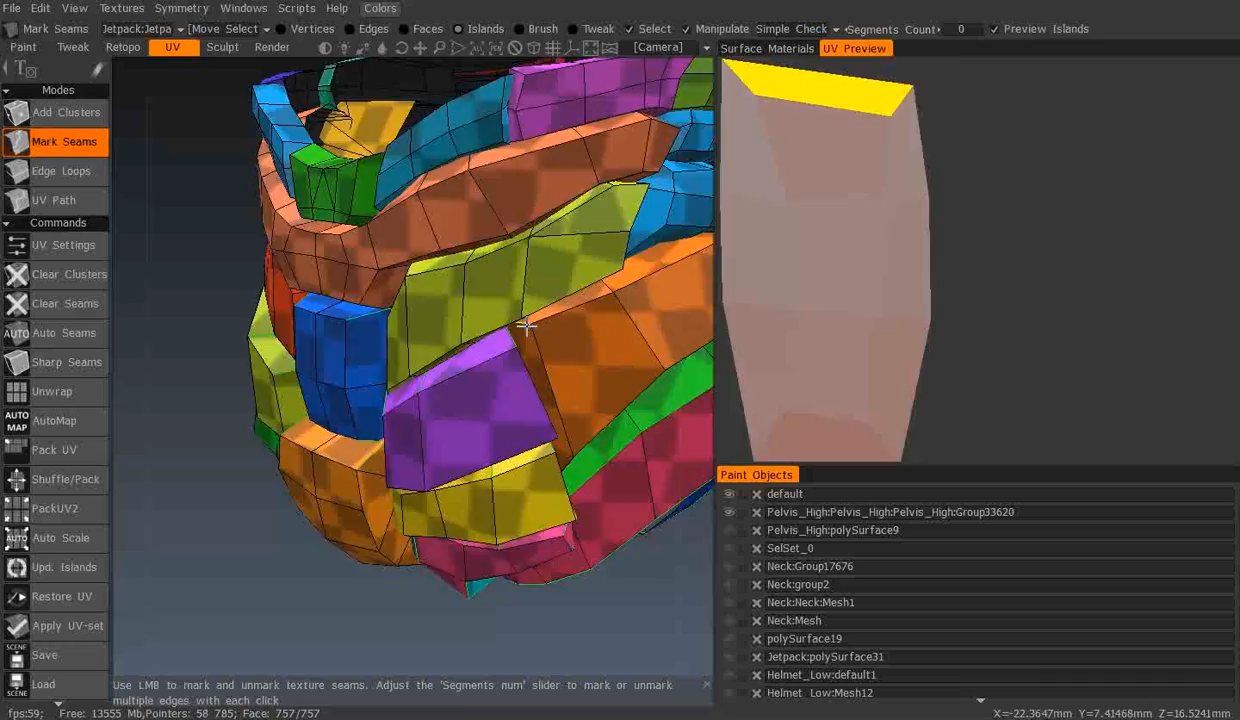 File Edit View Textures Symmetry Windows Scripts Help Colors
Mark Seams Jetpack:Jetpa [Move Select Vertices Edges Faces Islands Brush Tweak Select Manipulate Simple Check Segments Count 0 Preview Islands
Paint Tweak Retopo UV Sculpt Render [Camera] Surface Materials UV Preview
Modes
Add Clusters
Mark Seams
Edge Loops
UV Path
Commands
UV Settings
Clear Clusters
Clear Seams
Auto Seams
Sharp Seams
Unwrap
AUTO MAP AutoMap
Pack UV
Shuffle/Pack
PackUV2
AUTO Auto Scale
Upd. Islands
Restore UV
Apply UV-set
SCENE Save
SCENE Load
Paint Objects
default
Pelvis_High:Pelvis_High:Pelvis_High:Group33620
Pelvis_High:polySurface9
SelSet_0
Neck:Group17676
Neck:group2
Neck:Neck:Mesh1
Neck:Mesh
polySurface19
Jetpack:polySurface31
Helmet_Low:default1
Helmet_Low:Mesh12
Use LMB to mark and unmark texture seams. Adjust the 'Segments num' slider to mark or unmark
multiple edges with each click
fps:59; Free: 13555 Mb,Pointers: 58 785; Face: 757/757 X=-22.3647mm Y=7.41468mm Z=16.5241mm